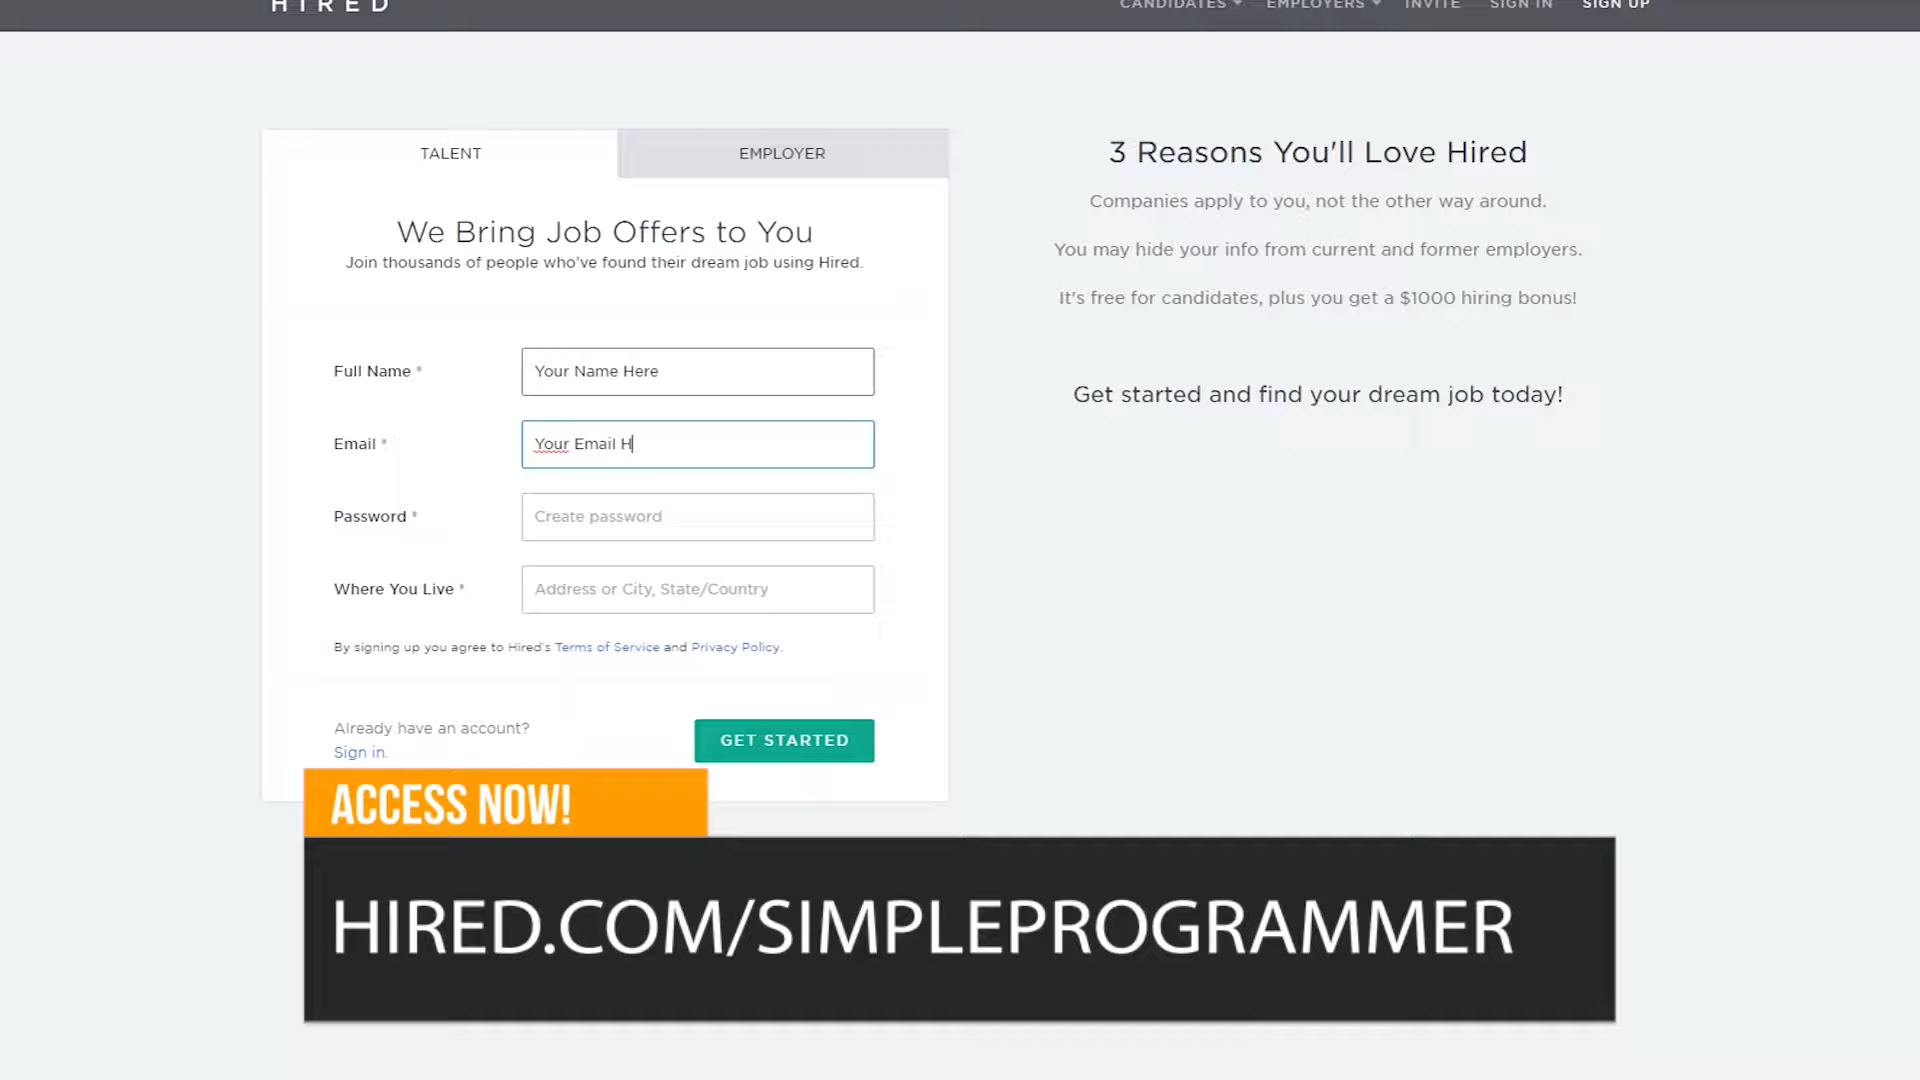 HIRED
CANDIDATES EMPLOYERS INVITE SIGN IN SIGN UP
TALENT EMPLOYER
We Bring Job Offers to You
Join thousands of people who've found their dream job using Hired.
Full Name * Your Name Here
Email * Your Email H
Password * Create password
Where You Live * Address or City, State/Country
By signing up you agree to Hired's Terms of Service and Privacy Policy.
Already have an account?
Sign in.
GET STARTED
3 Reasons You'll Love Hired
Companies apply to you, not the other way around.
You may hide your info from current and former employers.
It's free for candidates, plus you get a $1000 hiring bonus!
Get started and find your dream job today!
ACCESS NOW!
HIRED.COM/SIMPLEPROGRAMMER